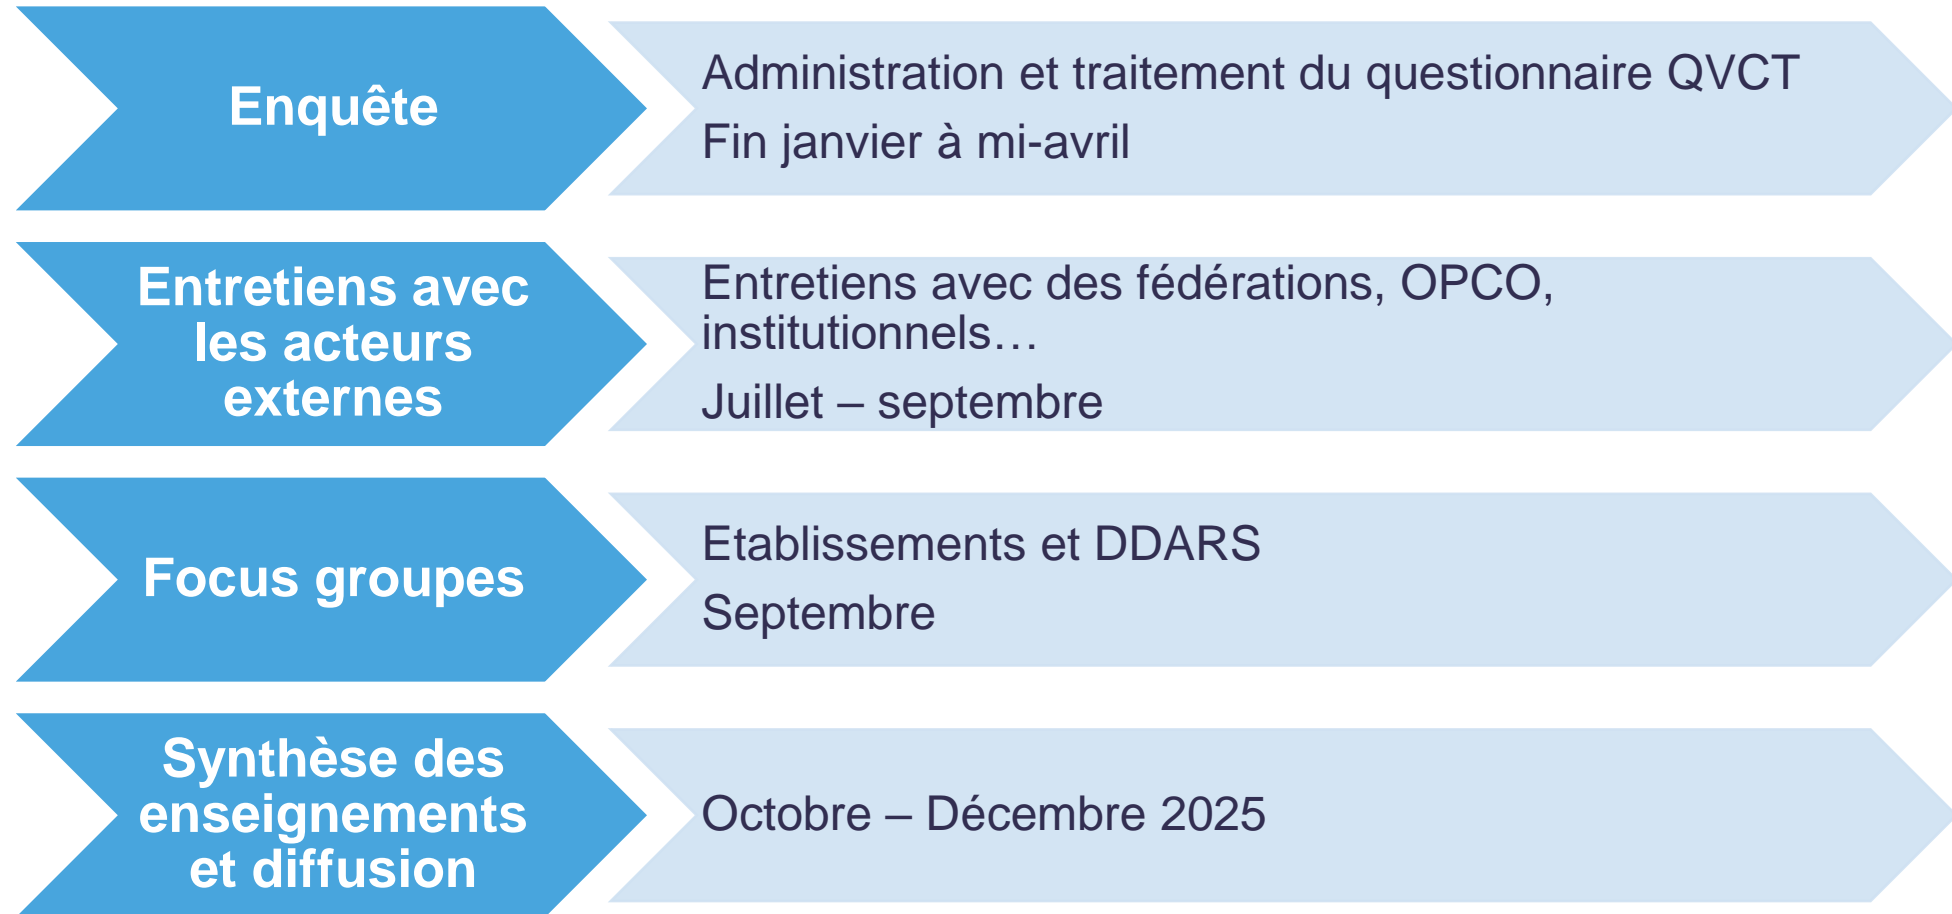 Enquête
Administration et traitement du questionnaire QVCT
Fin janvier à mi-avril
Entretiens avec
les acteurs
externes
Entretiens avec des fédérations, OPCO,
institutionnels…
Juillet – septembre
Focus groupes
Etablissements et DDARS
Septembre
Synthèse des
enseignements
et diffusion
Octobre – Décembre 2025